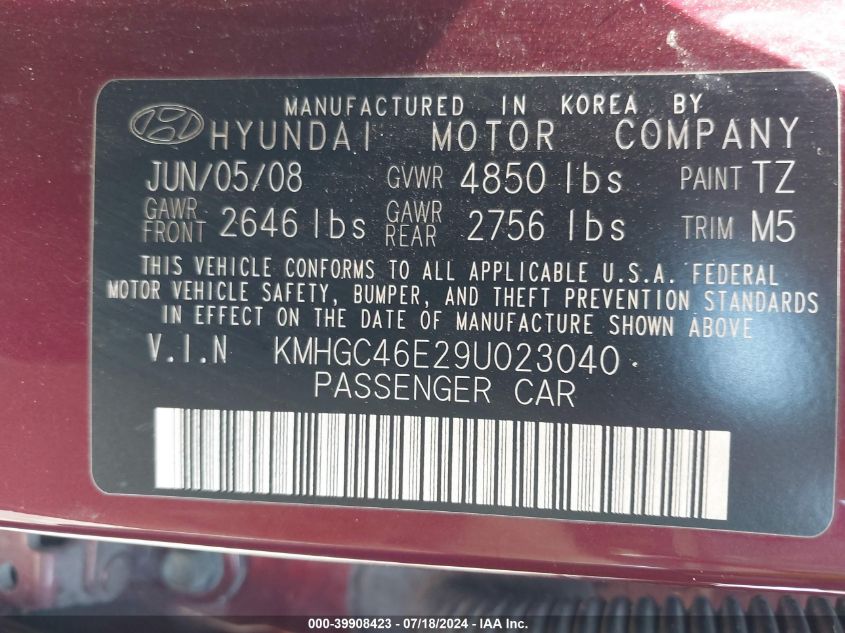 MANUFACTURED IN KOREA BY
HYUNDAI MOTOR COMPANY
JUN/05/08 GVWR 4850 lbs PAINT TZ
GAWR FRONT 2646 lbs GAWR REAR 2756 lbs TRIM M5
THIS VEHICLE CONFORMS TO ALL APPLICABLE U.S.A. FEDERAL
MOTOR VEHICLE SAFETY, BUMPER, AND THEFT PREVENTION STANDARDS
IN EFFECT ON THE DATE OF MANUFACTURE SHOWN ABOVE
V.I.N KMHGC46E29U023040
PASSENGER CAR
000-39908423 - 07/18/2024 - IAA Inc.